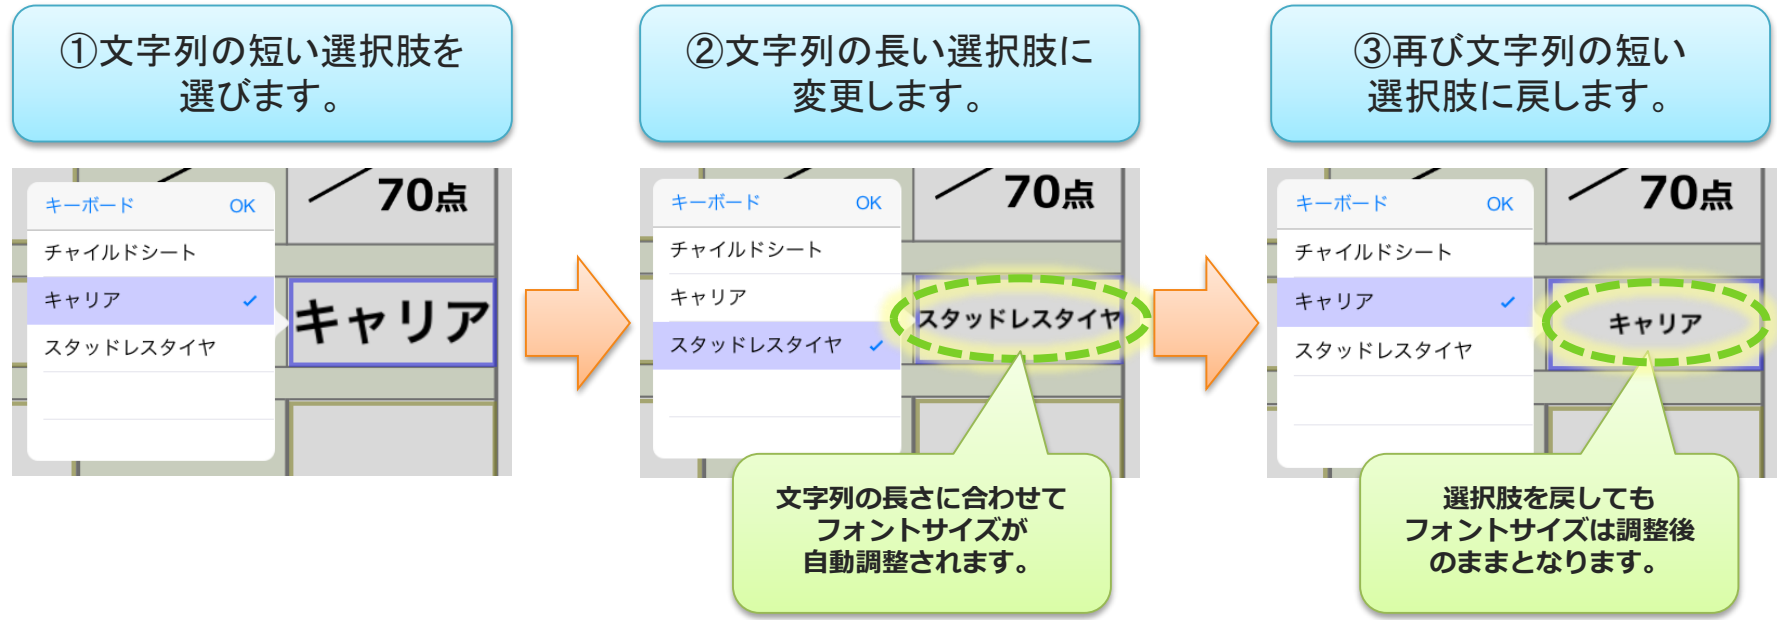 ①文字列の短い選択肢を
選びます。
②文字列の長い選択肢に
変更します。
③再び文字列の短い
選択肢に戻します。
キーボード OK
チャイルドシート
キャリア
スタッドレスタイヤ
70点
キャリア
キーボード OK
チャイルドシート
キャリア
スタッドレスタイヤ
70点
スタッドレスタイヤ
文字列の長さに合わせて
フォントサイズが
自動調整されます。
キーボード OK
チャイルドシート
キャリア
スタッドレスタイヤ
70点
キャリア
選択肢を戻しても
フォントサイズは調整後
のままとなります。